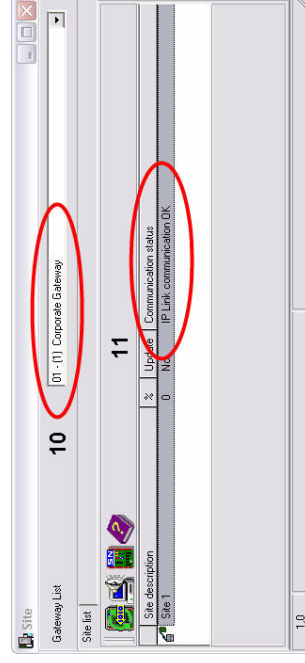 Site
Gateway List 10 01 - (1) Corporate Gateway
Site list
SN
?
11
Site description % Update Communication status
Site 1 0 No IP Link communication OK
1.0